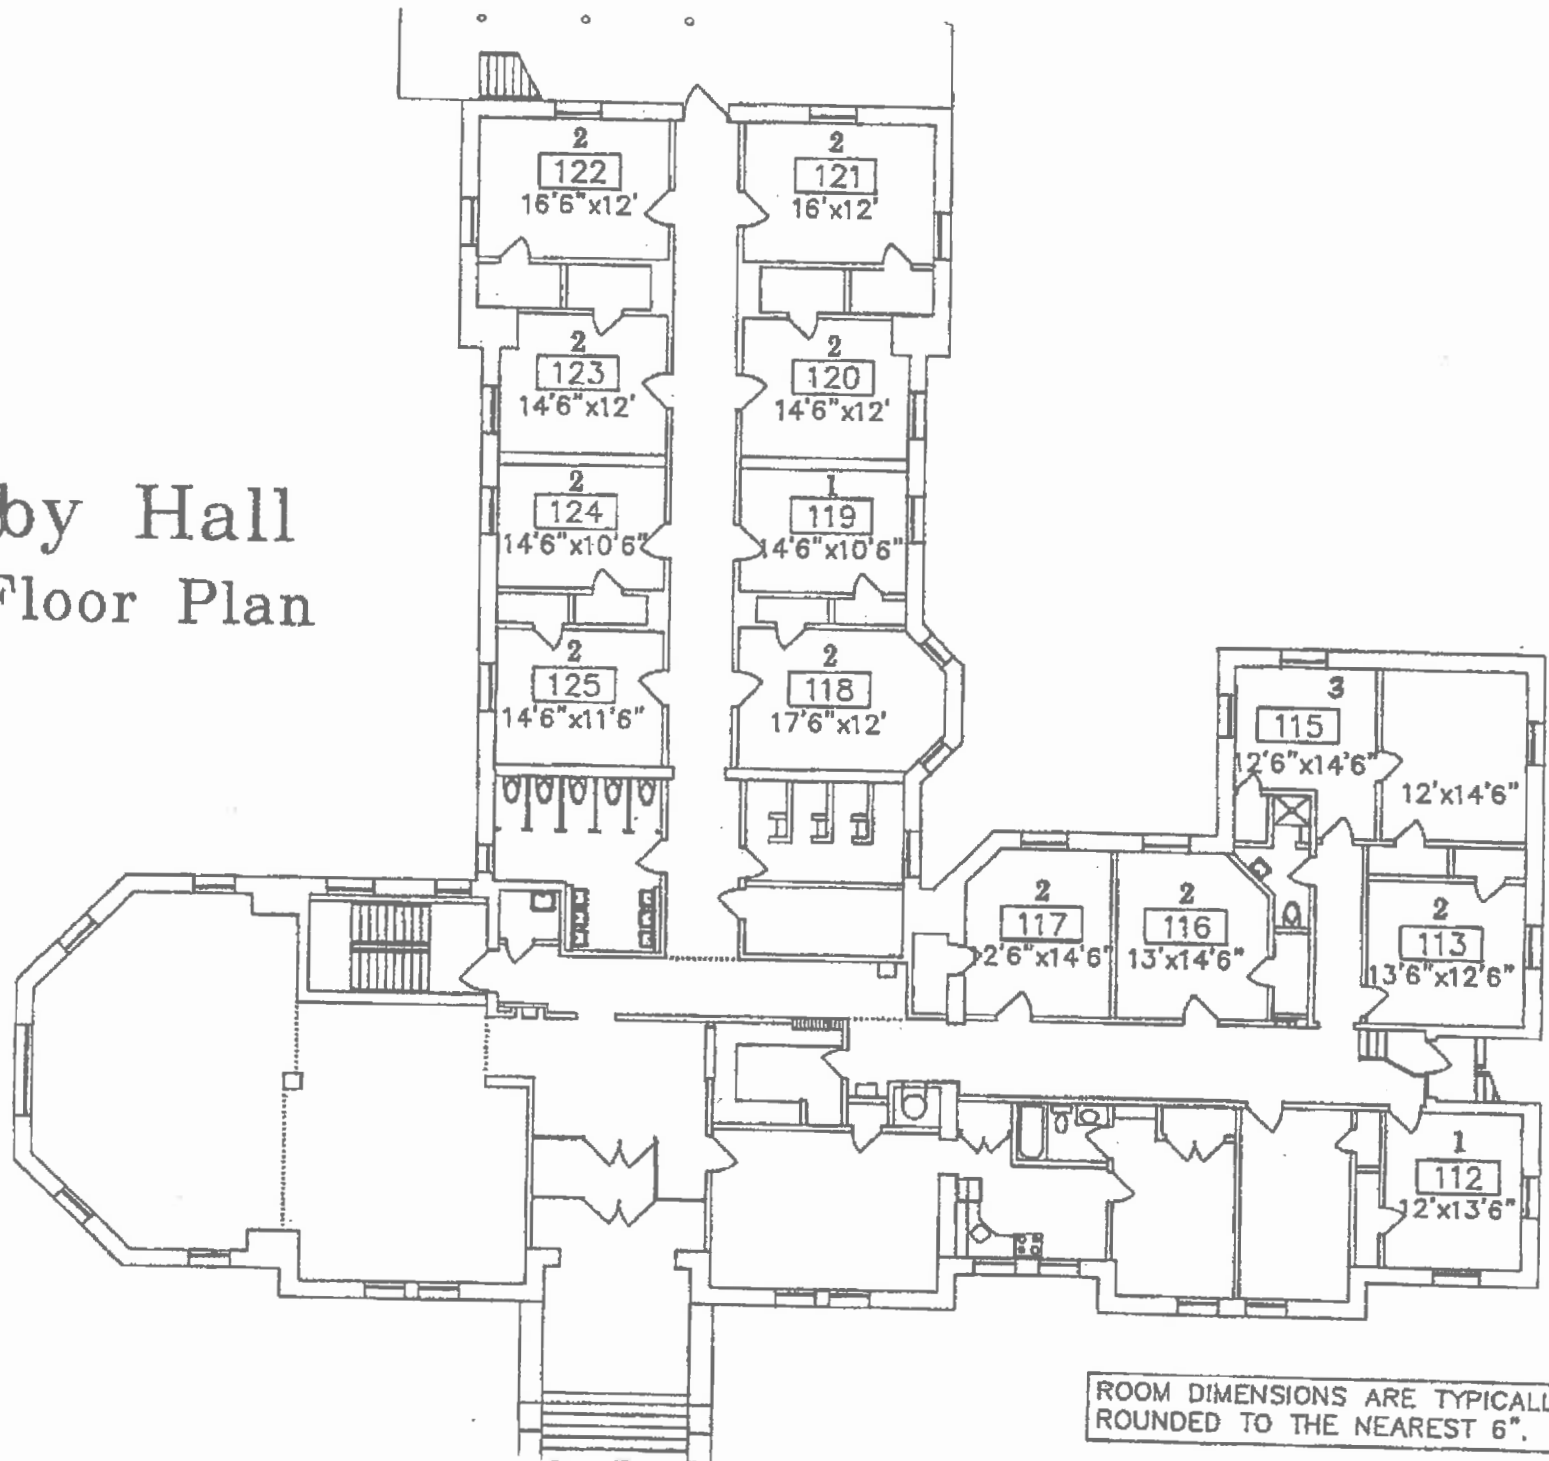 by Hall
Floor Plan
2
122
16'6"x12'
2
121
16'x12'
2
123
14'6"x12'
2
120
14'6"x12'
2
124
14'6"x10'6"
1
119
14'6"x10'6"
2
125
14'6"x11'6"
2
118
17'6"x12'
3
115
12'6"x14'6"
12'x14'6"
2
117
2'6"x14'6"
2
116
13'x14'6"
2
113
13'6"x12'6"
1
112
12'x13'6"
ROOM DIMENSIONS ARE TYPICALL
ROUNDED TO THE NEAREST 6".